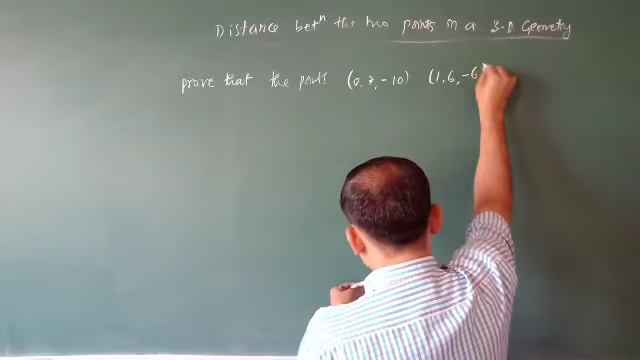 Distance betⁿ the two points in a 3-D Geometry
prove that the points (0,7,-10) (1,6,-6)